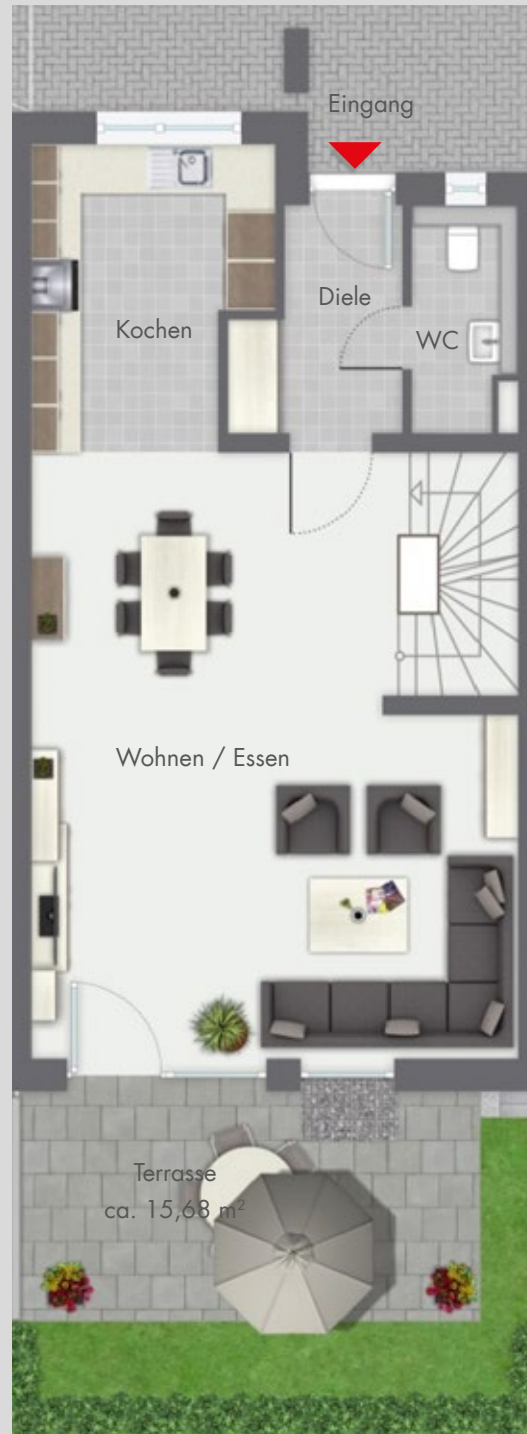 Eingang
Diele
Kochen
WC
Wohnen / Essen
Terrasse
ca. 15,68 m²